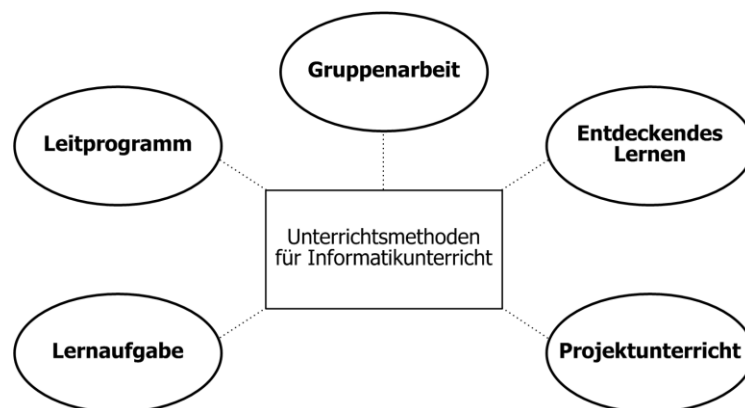 Gruppenarbeit
Leitprogramm
Entdeckendes
Lernen
Unterrichtsmethoden
für Informatikunterricht
Lernaufgabe
Projektunterricht